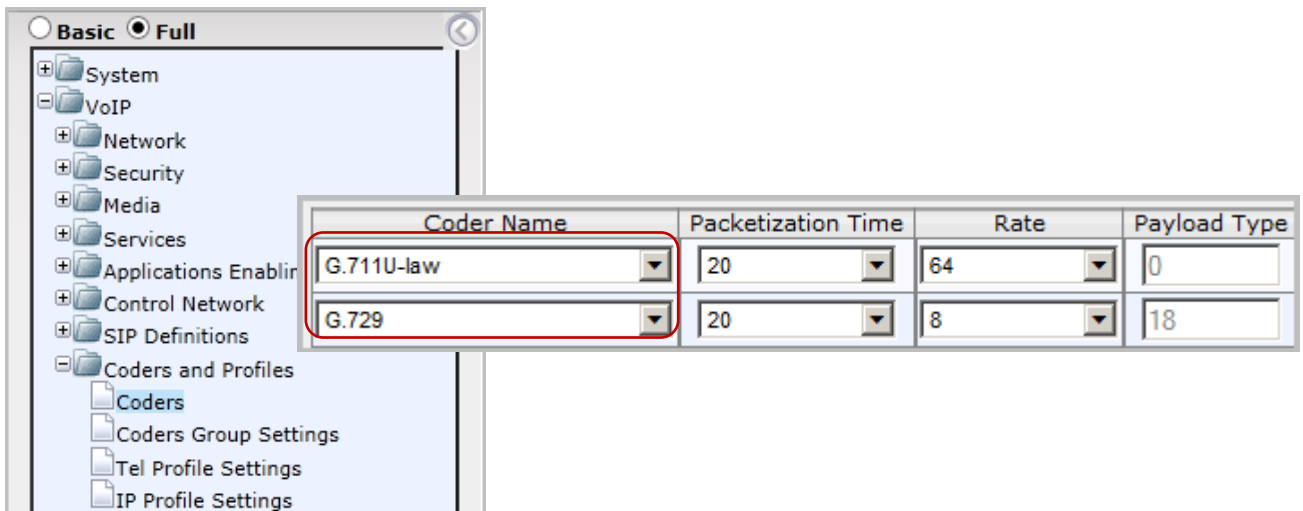 Basic Full
System
VoIP
Network
Security
Media
Services
Applications Enablin
Control Network
SIP Definitions
Coders and Profiles
Coders
Coders Group Settings
Tel Profile Settings
IP Profile Settings
Coder Name Packetization Time Rate Payload Type
G.711U-law 20 64 0
G.729 20 8 18